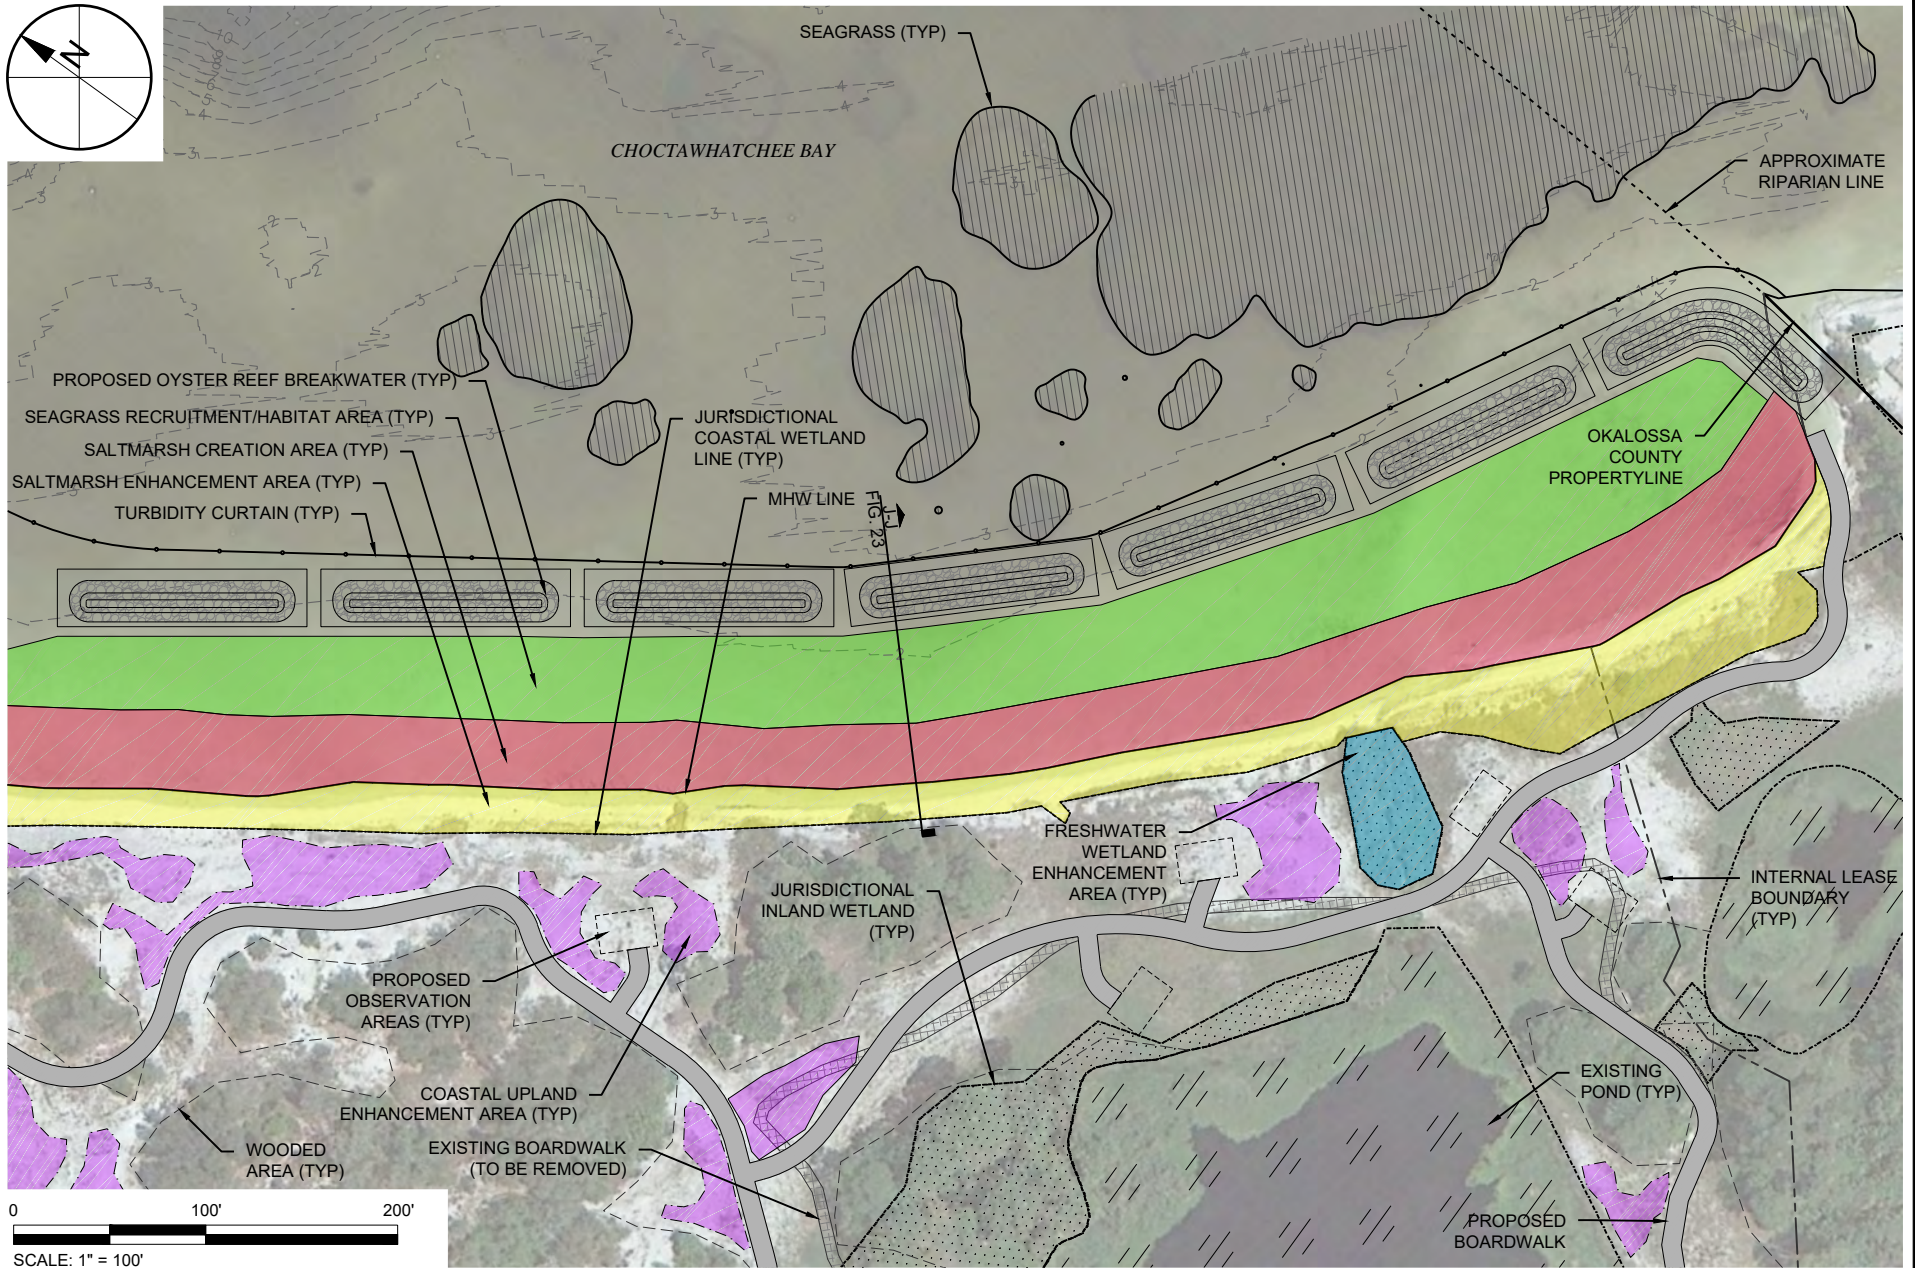 N
SEAGRASS (TYP)
CHOCTAWHATCHEE BAY
APPROXIMATE
RIPARIAN LINE
PROPOSED OYSTER REEF BREAKWATER (TYP)
SEAGRASS RECRUITMENT/HABITAT AREA (TYP)
SALTMARSH CREATION AREA (TYP)
SALTMARSH ENHANCEMENT AREA (TYP)
TURBIDITY CURTAIN (TYP)
JURISDICTIONAL
COASTAL WETLAND
LINE (TYP)
MHW LINE
J-J
FIG. 23
OKALOSSA
COUNTY
PROPERTYLINE
FRESHWATER
WETLAND
ENHANCEMENT
AREA (TYP)
JURISDICTIONAL
INLAND WETLAND
(TYP)
INTERNAL LEASE
BOUNDARY
(TYP)
PROPOSED
OBSERVATION
AREAS (TYP)
COASTAL UPLAND
ENHANCEMENT AREA (TYP)
EXISTING
POND (TYP)
WOODED
AREA (TYP)
EXISTING BOARDWALK
(TO BE REMOVED)
PROPOSED
BOARDWALK
0 100' 200'
SCALE: 1" = 100'